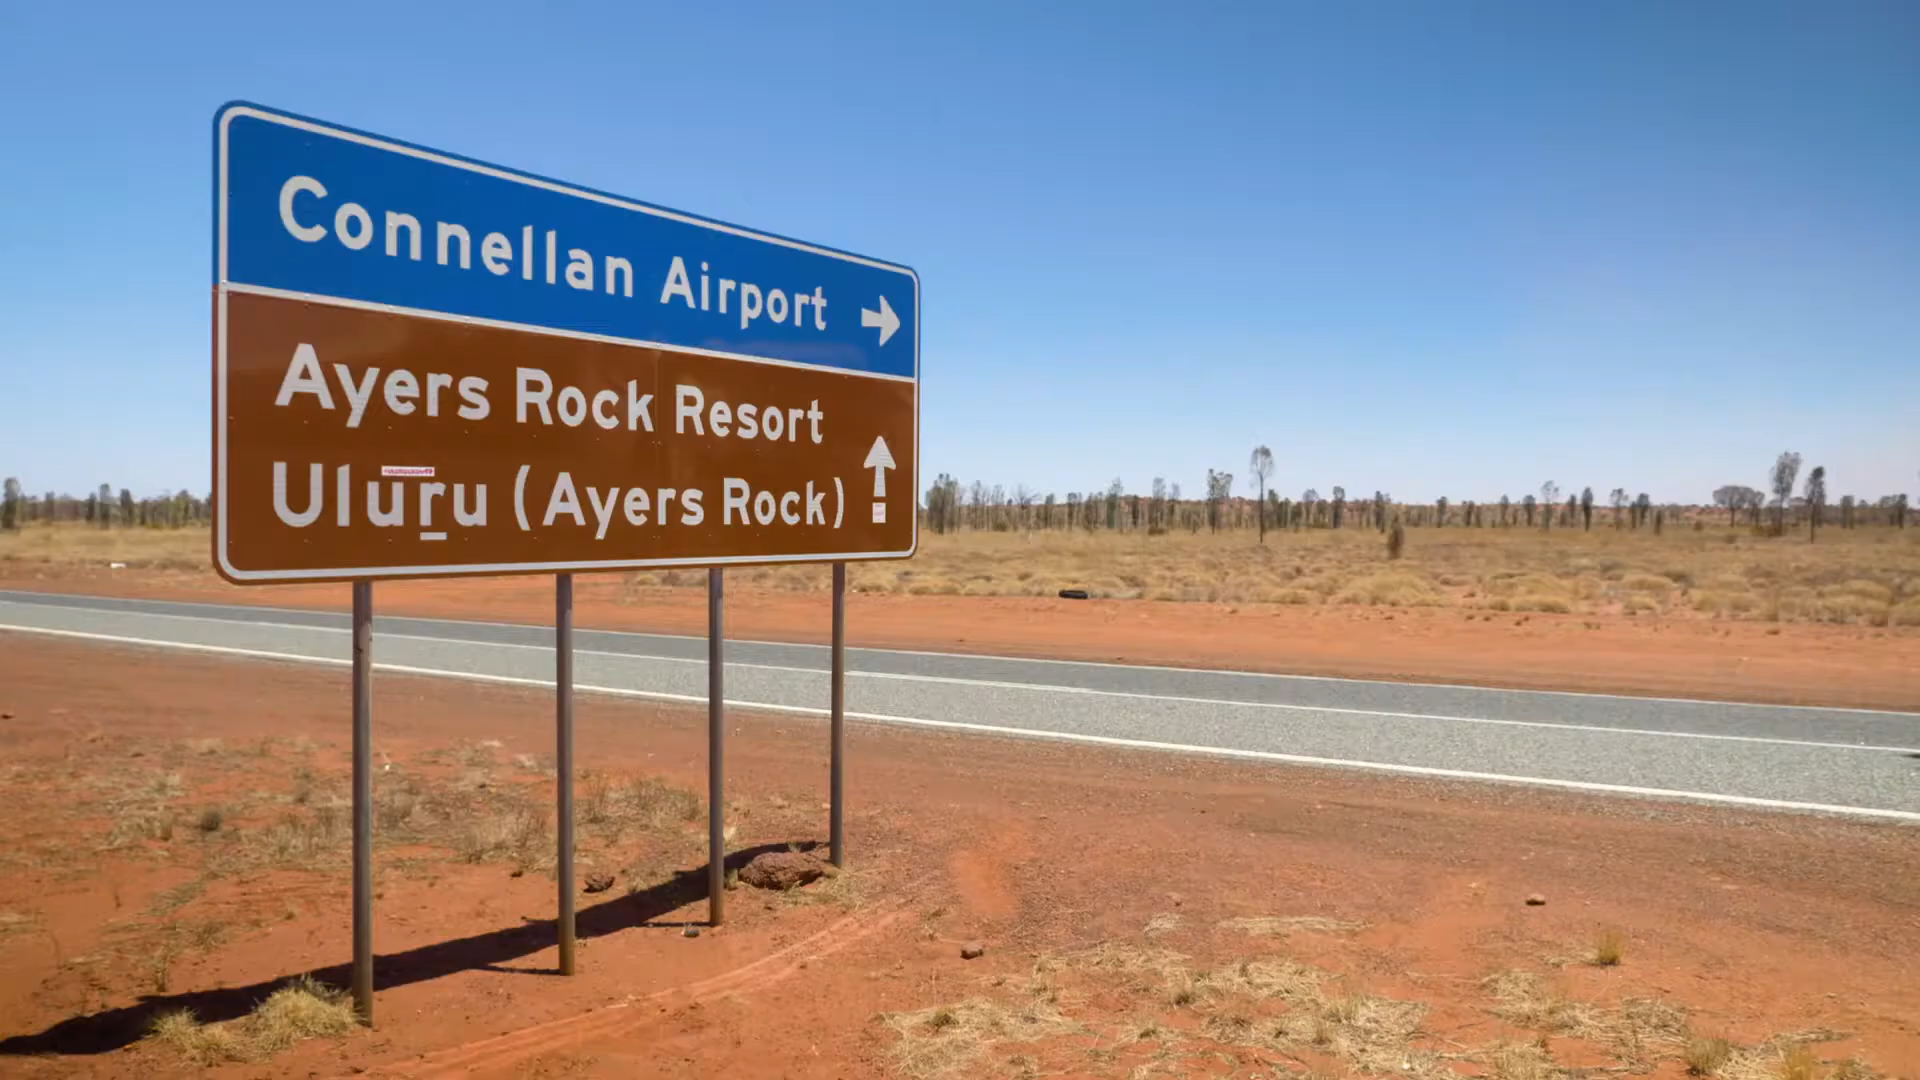 Connellan Airport →
Ayers Rock Resort
Uluṟu (Ayers Rock) ↑